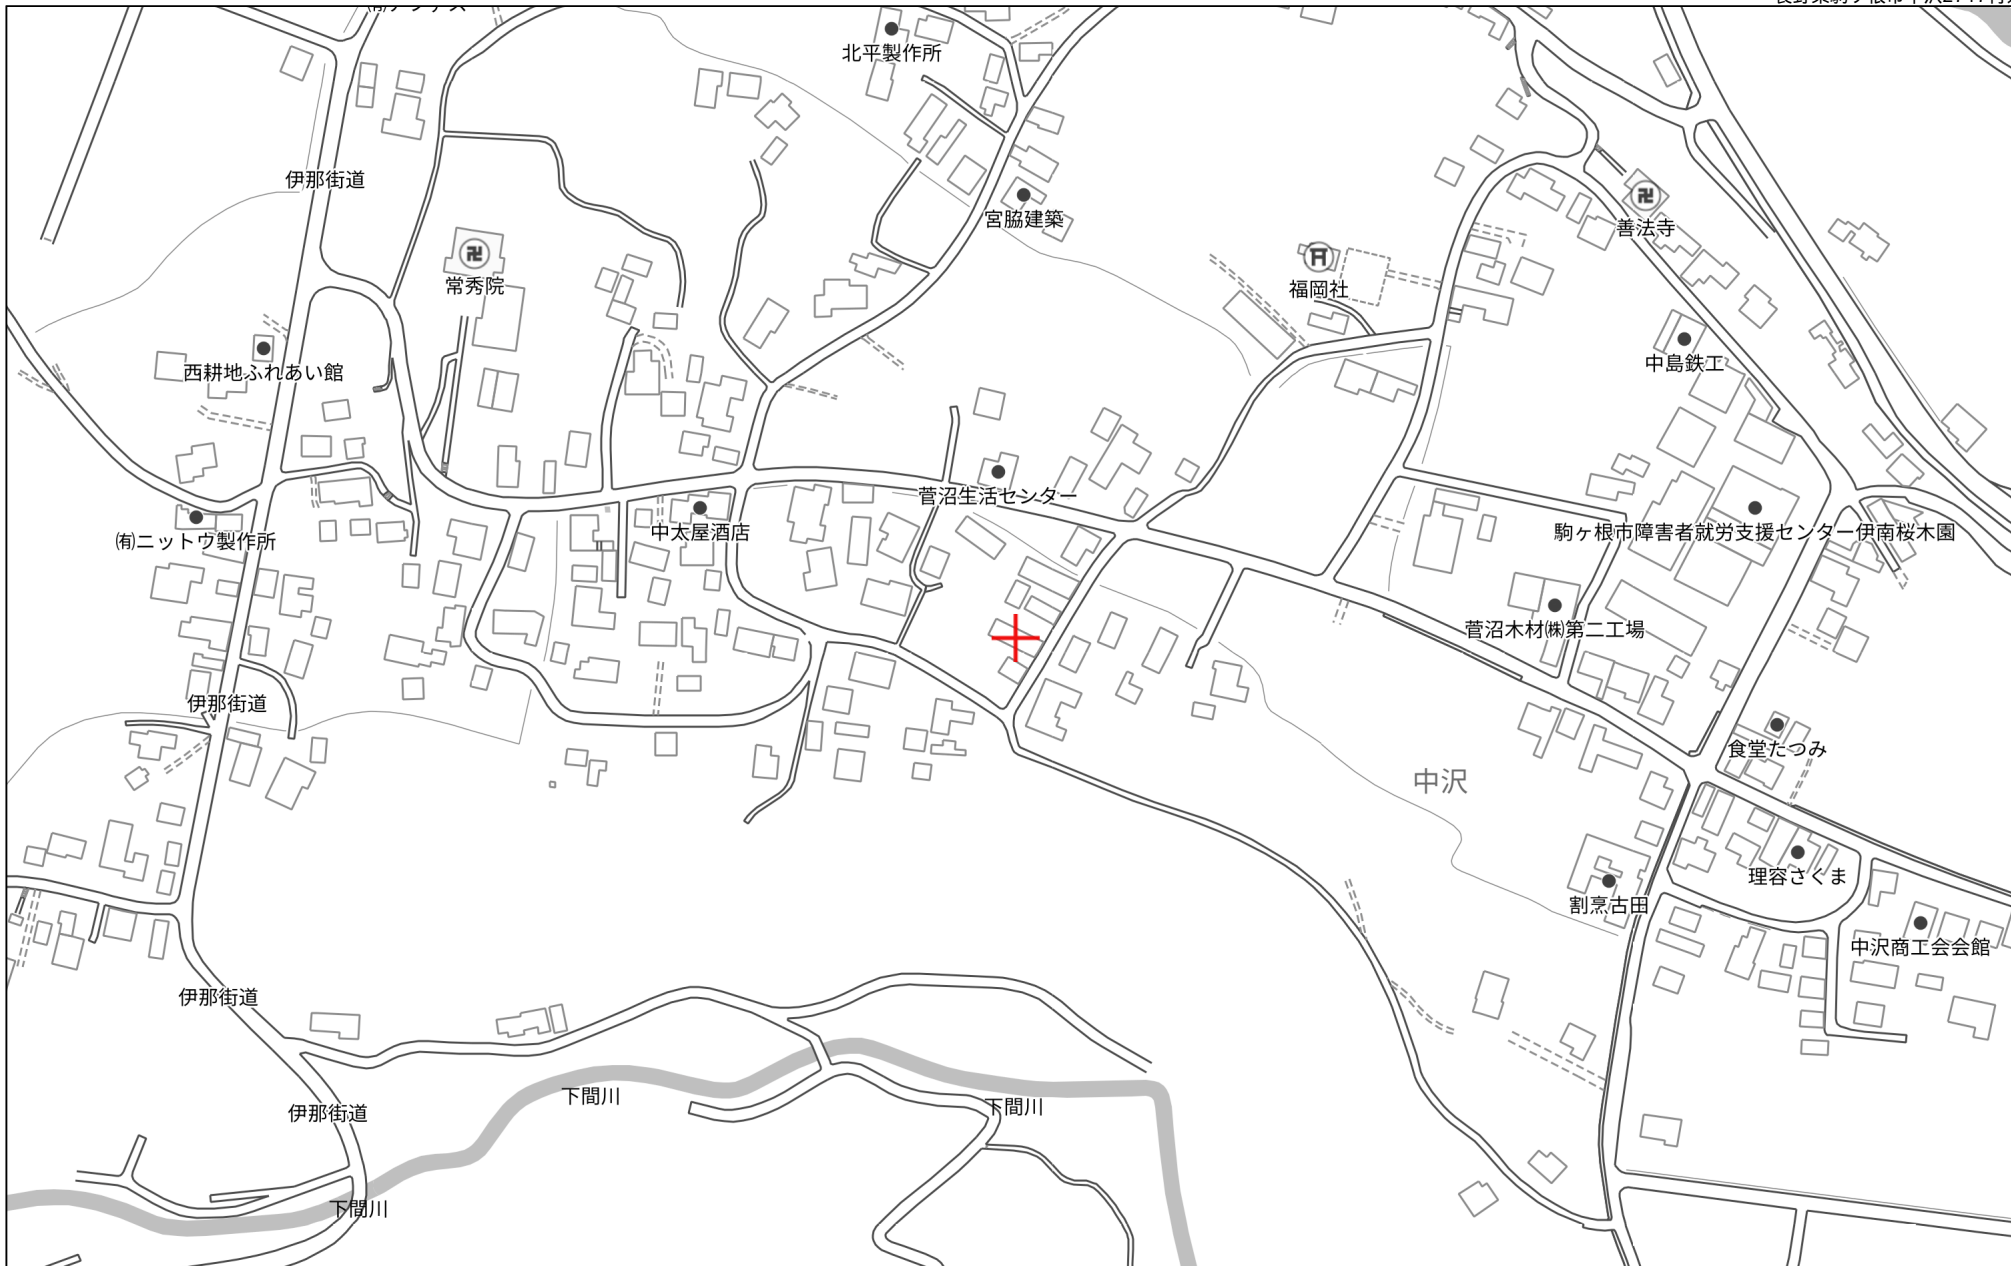 北平製作所
伊那街道
宮脇建築
善法寺
常秀院
福岡社
西耕地ふれあい館
中島鉄工
菅沼生活センター
中太屋酒店
㈲ニットウ製作所
駒ヶ根市障害者就労支援センター伊南桜木園
菅沼木材㈱第二工場
伊那街道
食堂たつみ
中沢
理容さくま
割烹古田
中沢商工会会館
伊那街道
下間川
下間川
伊那街道
下間川